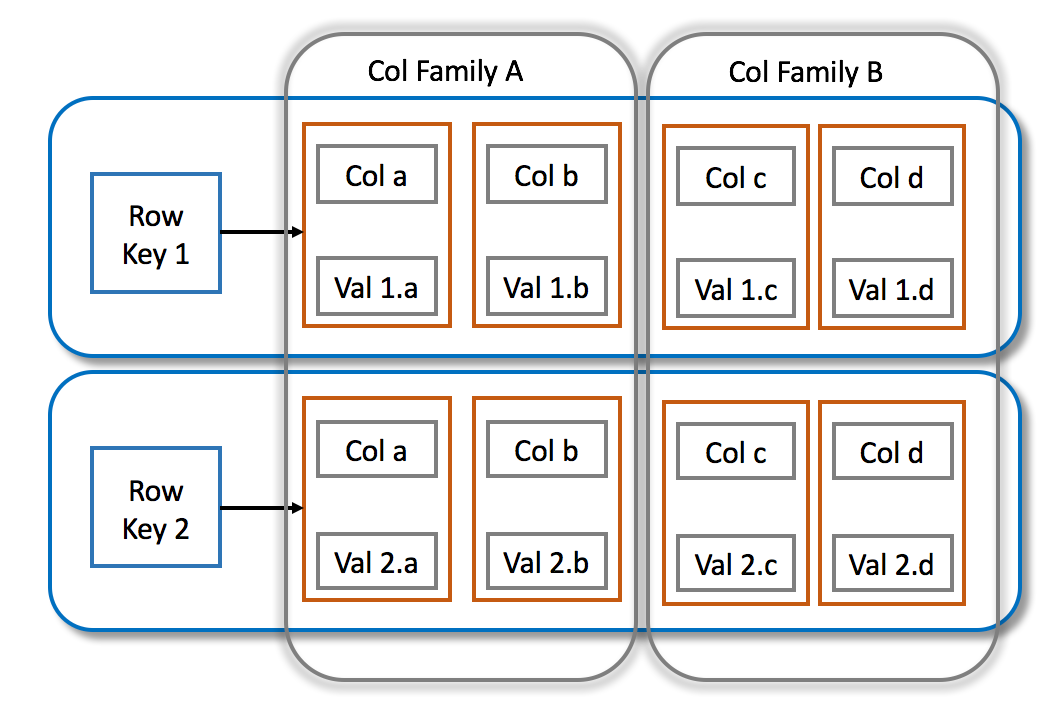 Col Family A
Col Family B
Row
Key 1
Col a
Col b
Col c
Col d
Val 1.a
Val 1.b
Val 1.c
Val 1.d
Row
Key 2
Col a
Col b
Col c
Col d
Val 2.a
Val 2.b
Val 2.c
Val 2.d